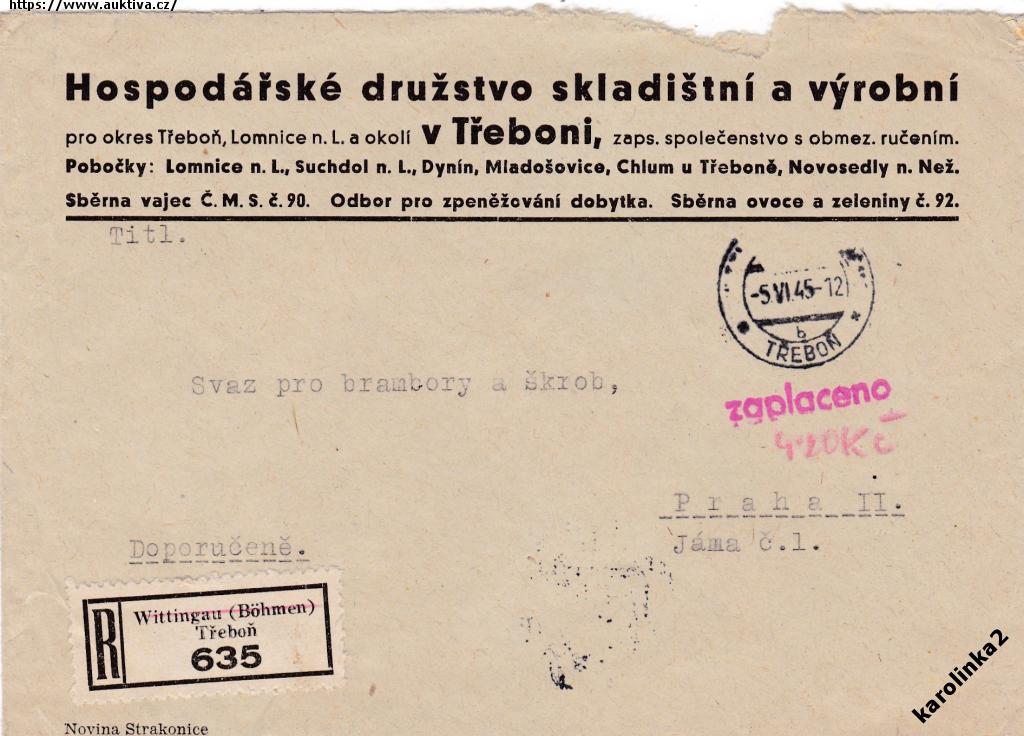 https://www.auktiva.cz/
Hospodářské družstvo skladištní a výrobní
pro okres Třeboň, Lomnice n. L. a okolí v Třeboni, zaps. společenstvo s obmez. ručením.
Pobočky: Lomnice n. L., Suchdol n. L., Dynín, Mladošovice, Chlum u Třeboně, Novosedly n. Než.
Sběrna vajec Č. M. S. č. 90. Odbor pro zpeněžování dobytka. Sběrna ovoce a zeleniny č. 92.
Titl.
-5.VI.45-12
b
TŘEBOŇ
Svaz pro brambory a škrob,
zaplaceno
4·20Kč
Praha II.
Jáma č.1.
Doporučeně.
R
Wittingau (Böhmen)
Třeboň
635
Novina Strakonice
karolinka2